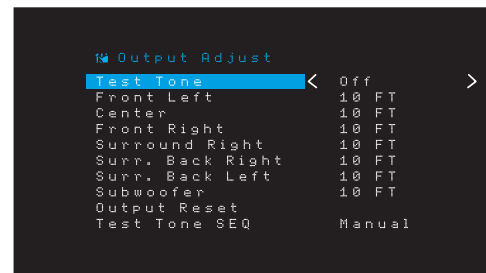 Output Adjust
Test Tone < Off >
Front Left 10 FT
Center 10 FT
Front Right 10 FT
Surround Right 10 FT
Surr. Back Right 10 FT
Surr. Back Left 10 FT
Subwoofer 10 FT
Output Reset
Test Tone SEQ Manual